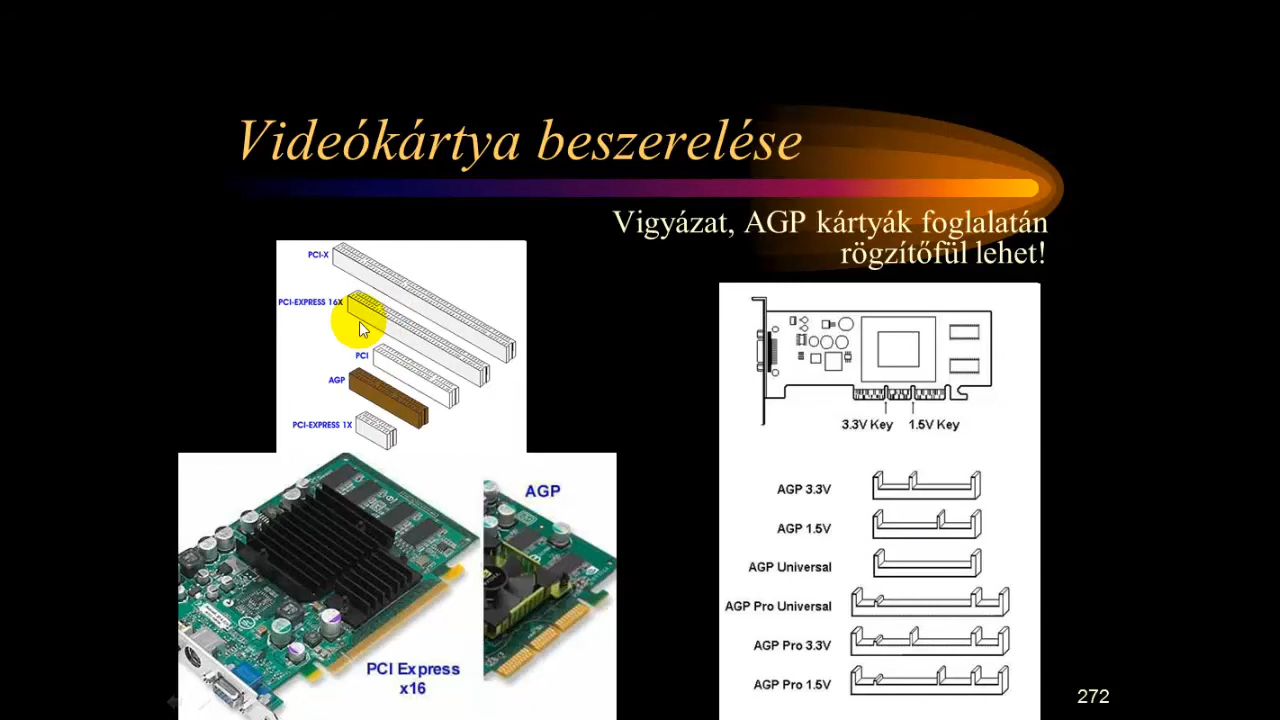 Videókártya beszerelése
Vigyázat, AGP kártyák foglalatán
rögzítőfül lehet!
PCI-X
PCI-EXPRESS 16X
PCI
AGP
PCI-EXPRESS 1X
AGP
PCI Express
x16
3.3V Key 1.5V Key
AGP 3.3V
AGP 1.5V
AGP Universal
AGP Pro Universal
AGP Pro 3.3V
AGP Pro 1.5V
272